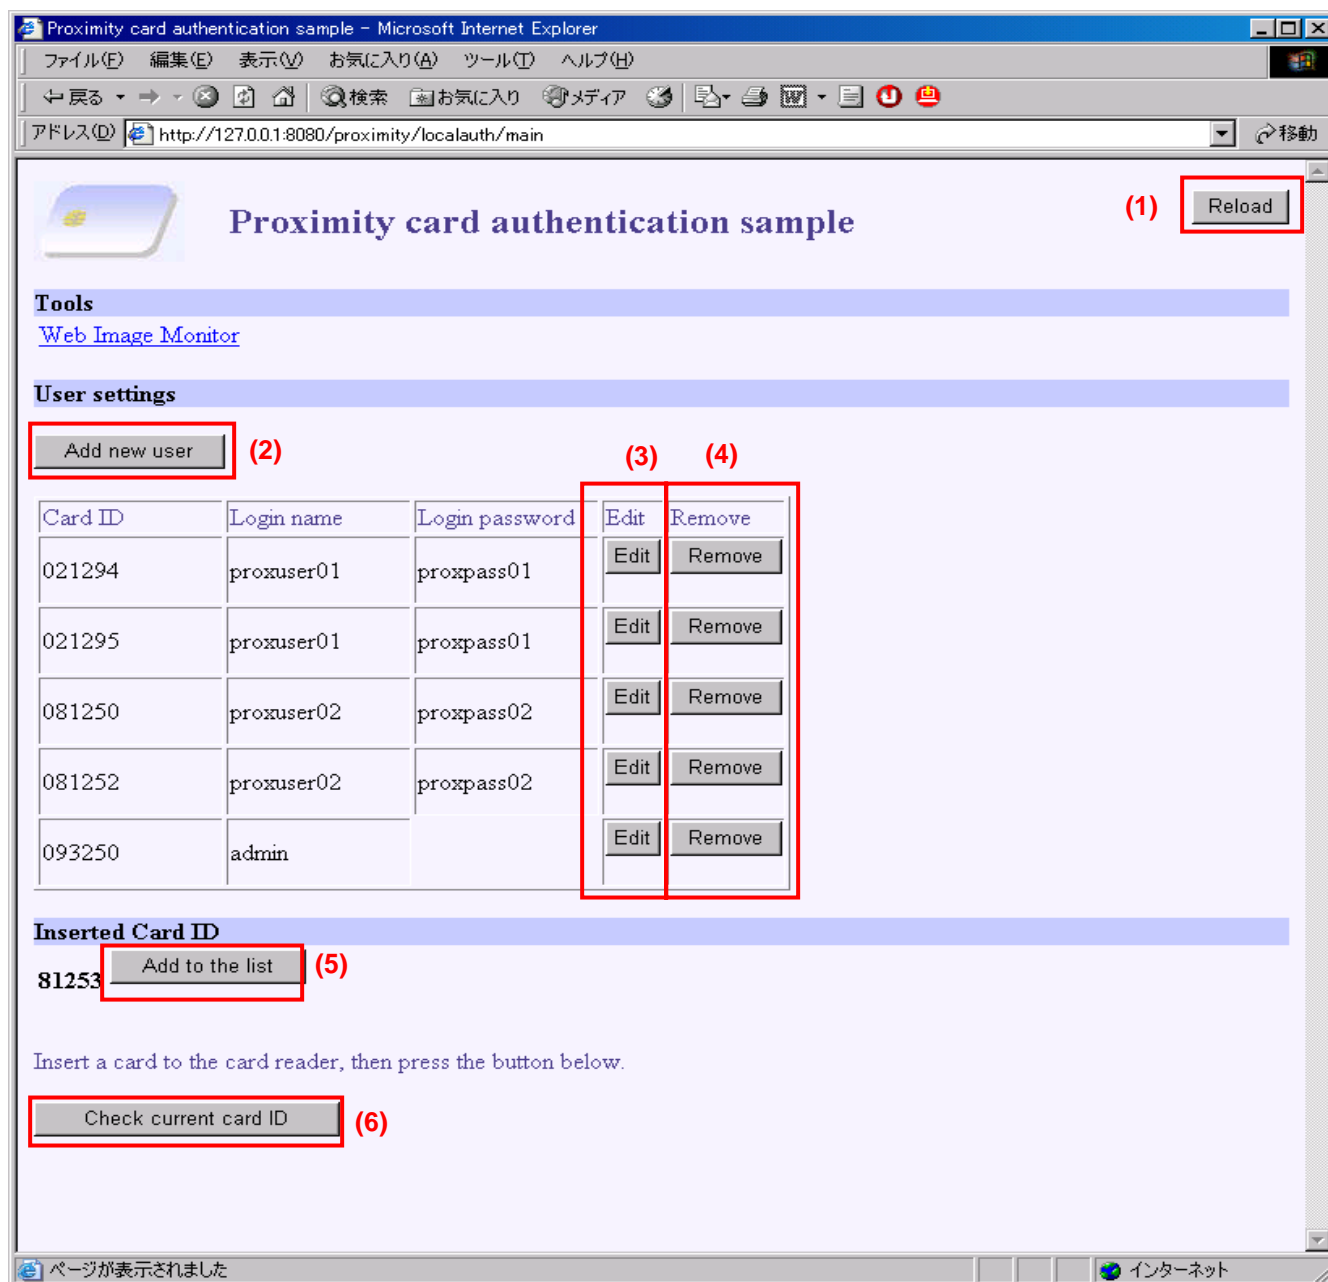 Proximity card authentication sample - Microsoft Internet Explorer
ファイル(F) 編集(E) 表示(V) お気に入り(A) ツール(T) ヘルプ(H)
戻る 検索 お気に入り メディア
アドレス(D) http://127.0.0.1:8080/proximity/localauth/main 移動
Proximity card authentication sample (1) Reload
Tools
Web Image Monitor
User settings
Add new user (2)
(3) (4)
Card ID Login name Login password Edit Remove
021294 proxuser01 proxpass01 Edit Remove
021295 proxuser01 proxpass01 Edit Remove
081250 proxuser02 proxpass02 Edit Remove
081252 proxuser02 proxpass02 Edit Remove
093250 admin Edit Remove
Inserted Card ID
81253 Add to the list (5)
Insert a card to the card reader, then press the button below.
Check current card ID (6)
ページが表示されました インターネット